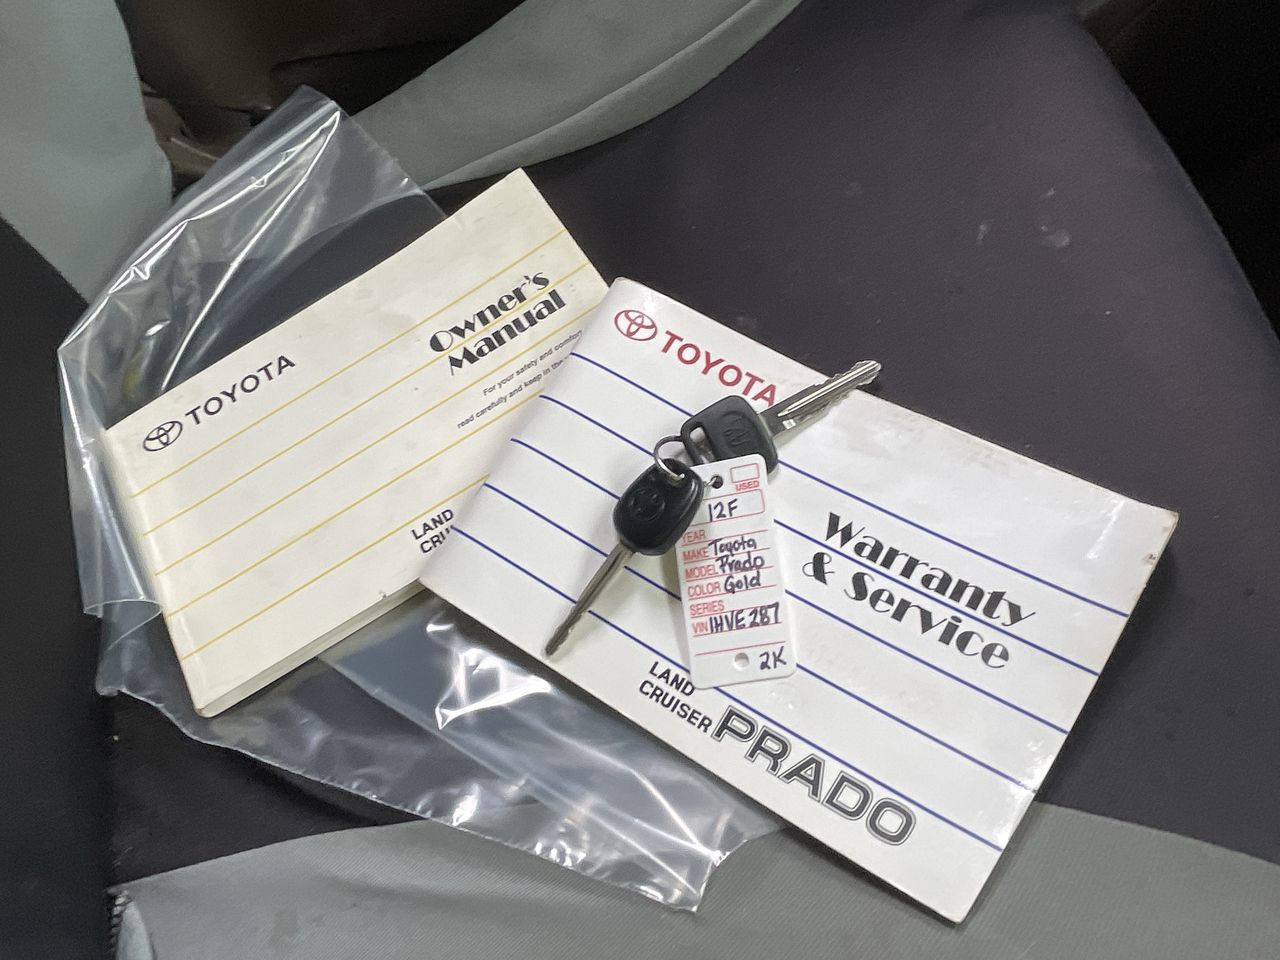 TOYOTA
Owner's
Manual
For your safety and comfort
read carefully and keep in the
LAND
TOYOTA
Warranty
& Service
LAND
CRUISER
PRADO
USED
12F
YEAR
MAKE Toyota
MODEL Prado
COLOR Gold
SERIES
VIN 1HVE287
2K